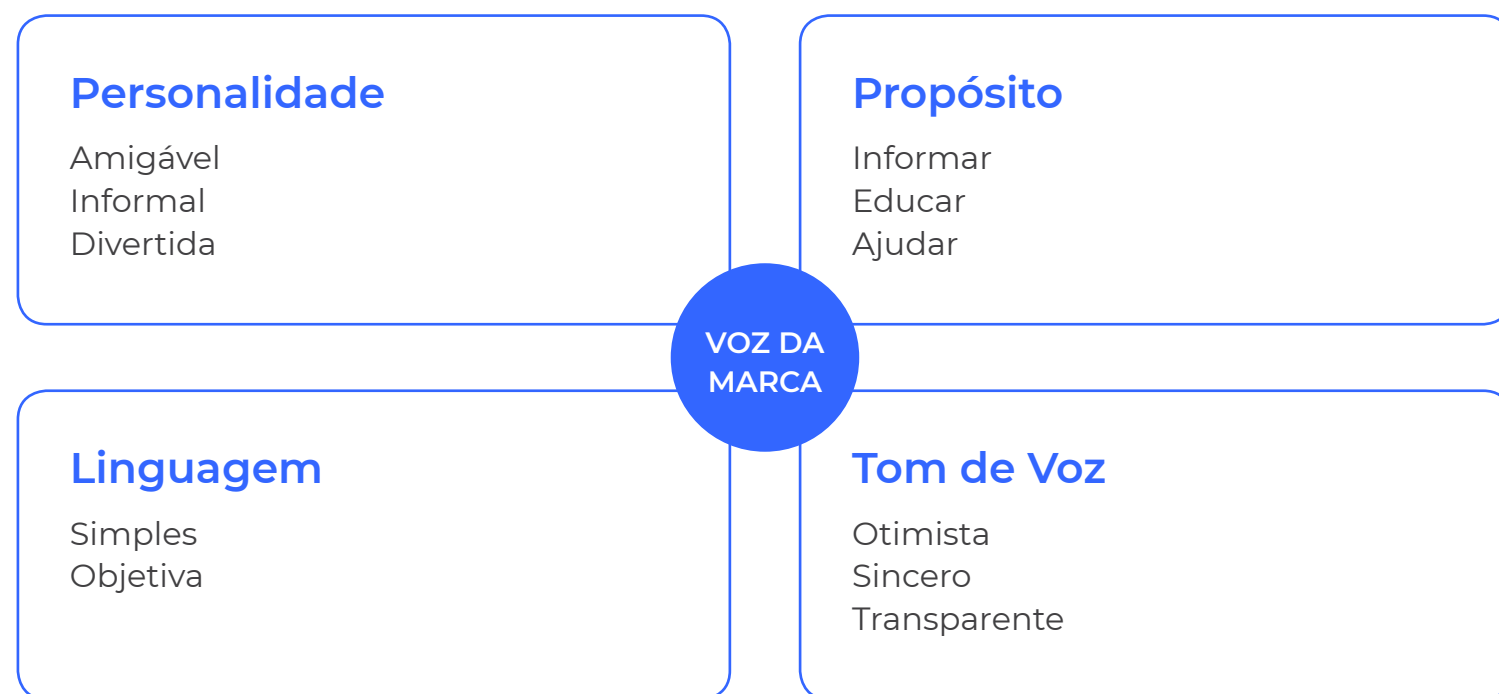 Personalidade
Amigável
Informal
Divertida
Propósito
Informar
Educar
Ajudar
VOZ DA
MARCA
Linguagem
Simples
Objetiva
Tom de Voz
Otimista
Sincero
Transparente